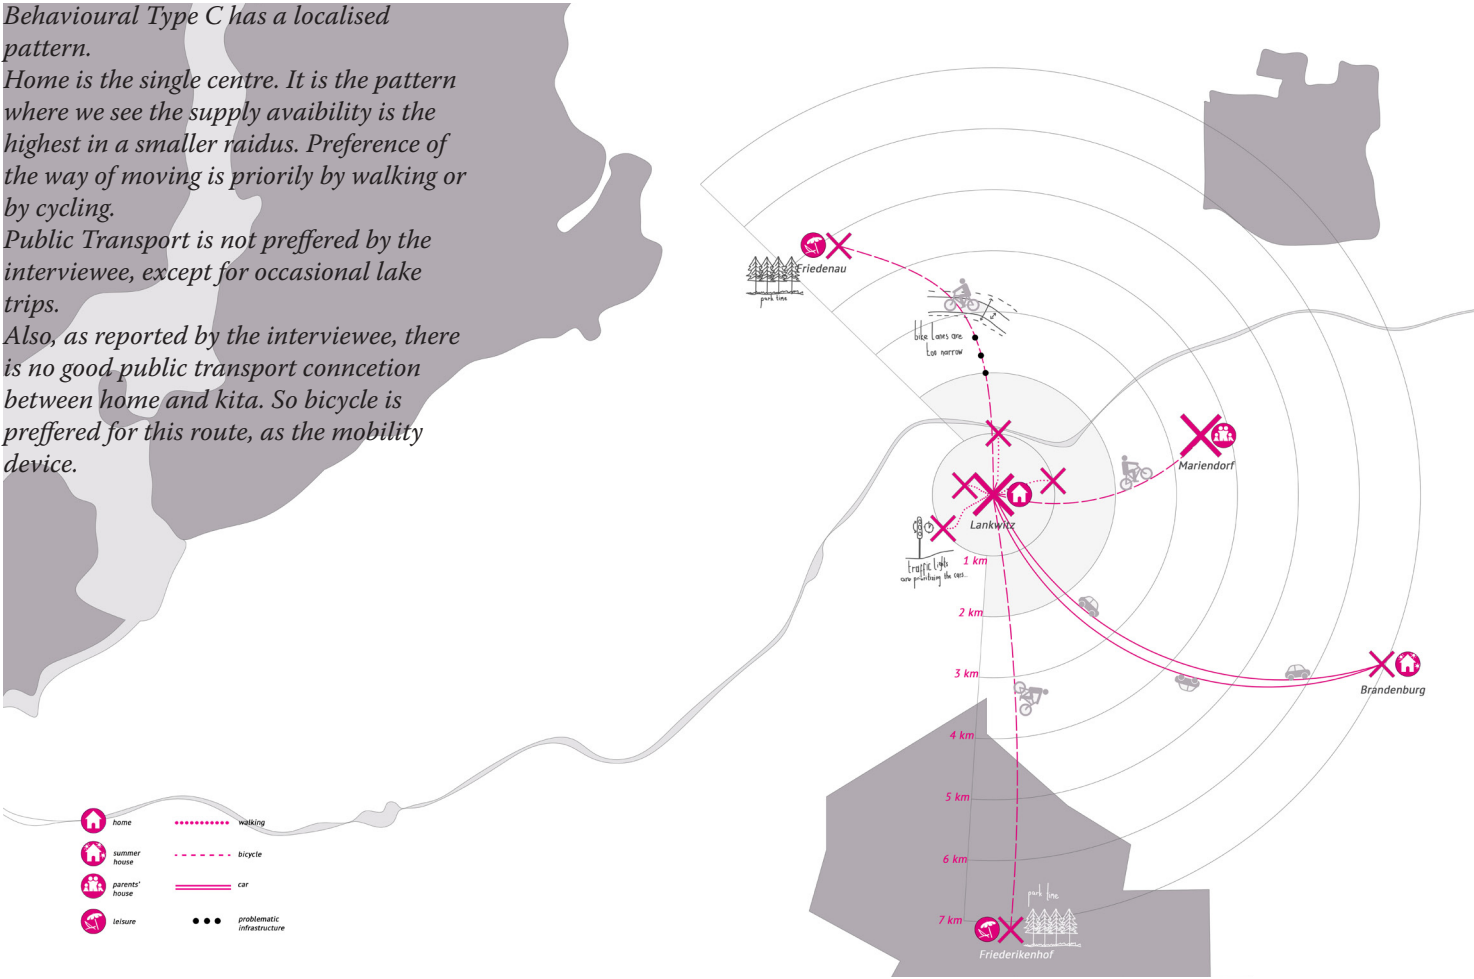 Behavioural Type C has a localised
pattern.
Home is the single centre. It is the pattern
where we see the supply avaibility is the
highest in a smaller raidus. Preference of
the way of moving is priorily by walking or
by cycling.
Public Transport is not preffered by the
interviewee, except for occasional lake
trips.
Also, as reported by the interviewee, there
is no good public transport conncetion
between home and kita. So bicycle is
preffered for this route, as the mobility
device.
Friedenau
park line
bike lanes are
too narrow
Mariendorf
Lankwitz
traffic lights
are prioritising the cars..
1 km
2 km
3 km
4 km
5 km
6 km
7 km
Brandenburg
park line
Friederikenhof
home
summer
house
parents'
house
leisure
walking
bicycle
car
problematic
infrastructure